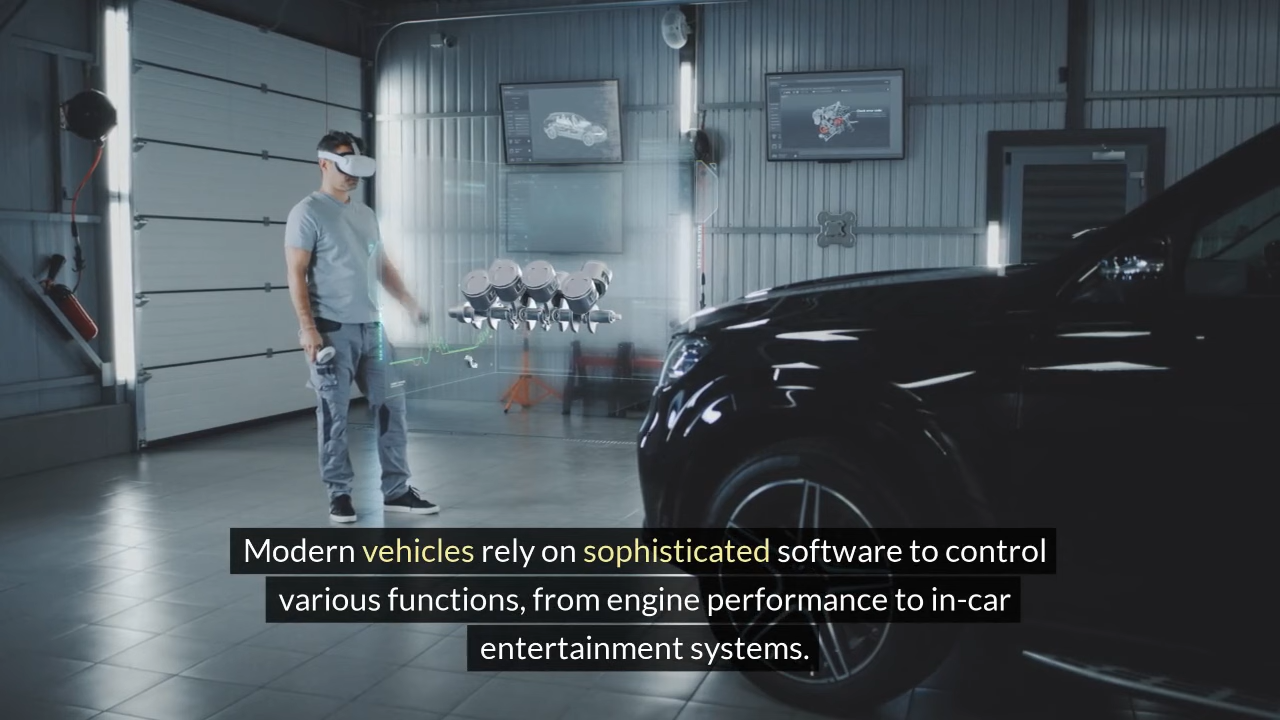 Modern vehicles rely on sophisticated software to control
various functions, from engine performance to in-car
entertainment systems.